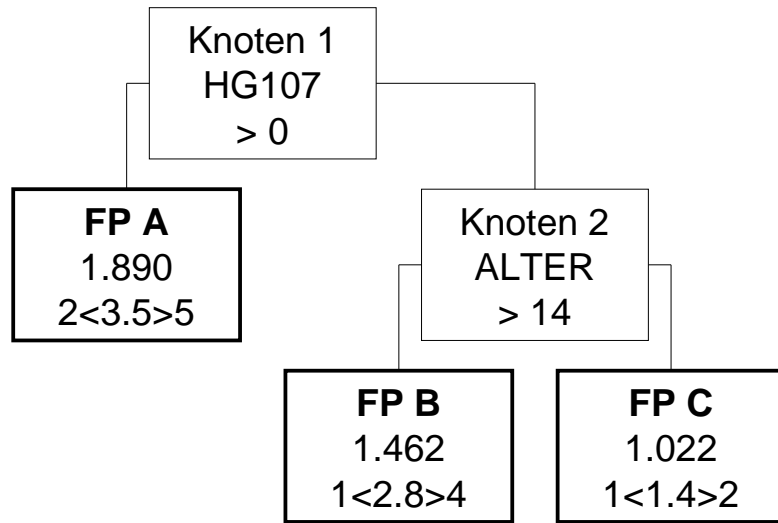 Knoten 1
HG107
> 0
FP A
1.890
2<3.5>5
Knoten 2
ALTER
> 14
FP B
1.462
1<2.8>4
FP C
1.022
1<1.4>2